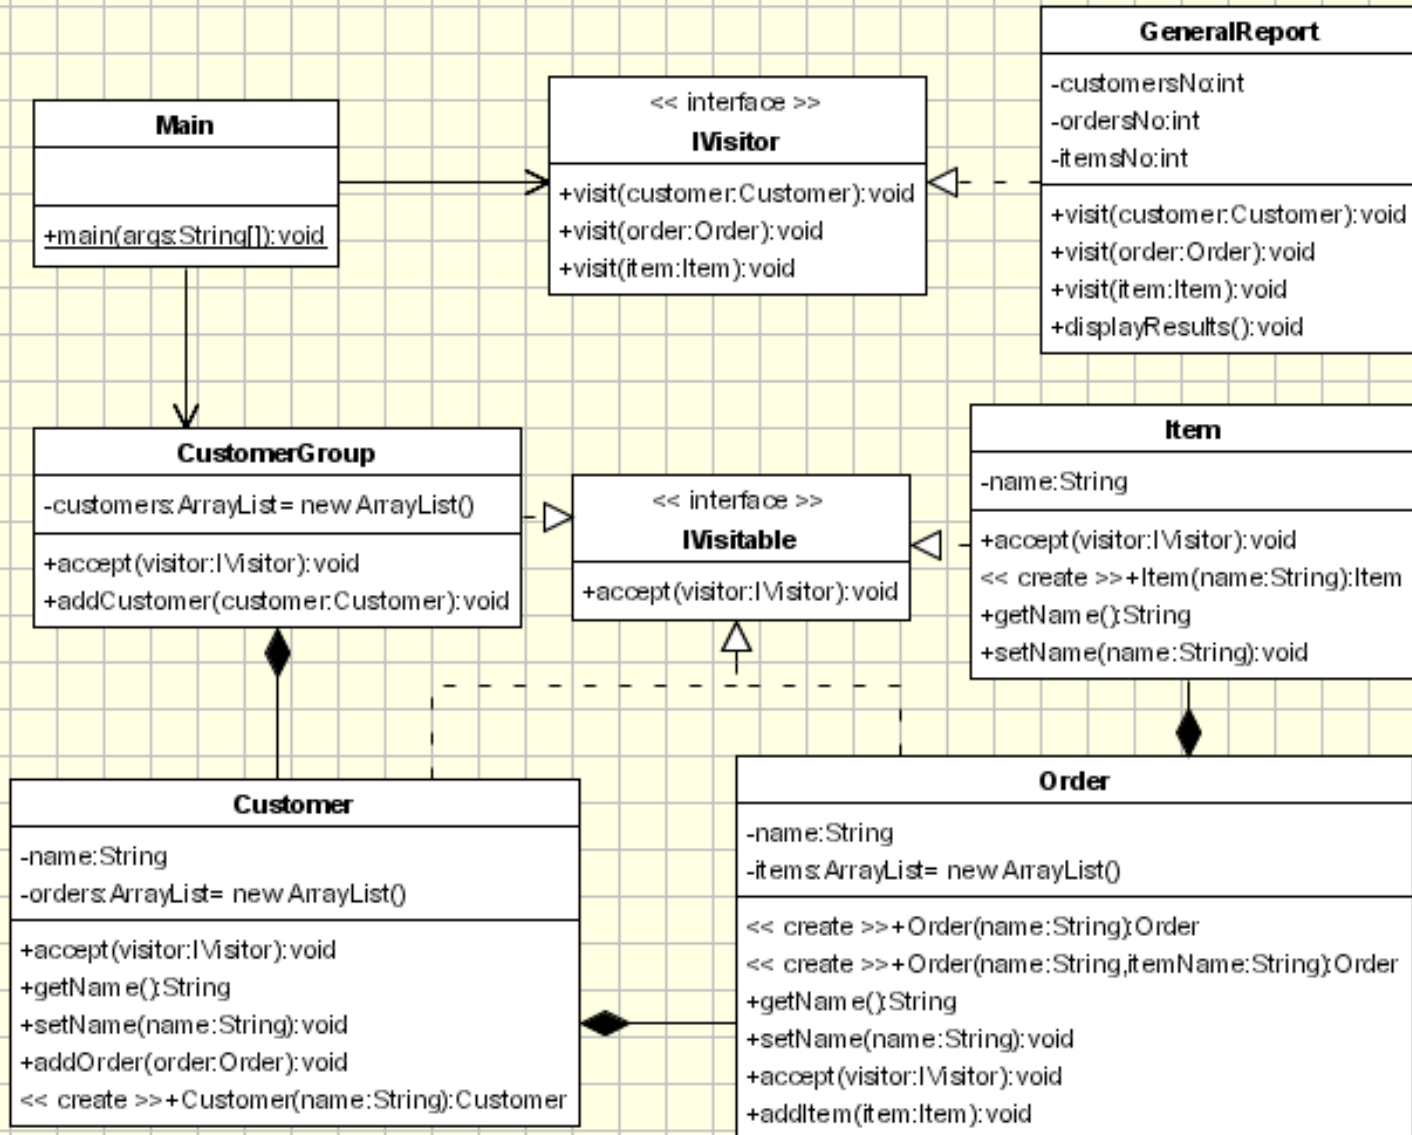 GeneralReport
-customersNo:int
-ordersNo:int
-itemsNo:int
+visit(customer:Customer):void
+visit(order:Order):void
+visit(item:Item):void
+displayResults():void
Main
+main(args:String[]):void
<< interface >>
IVisitor
+visit(customer:Customer):void
+visit(order:Order):void
+visit(item:Item):void
CustomerGroup
-customers:ArrayList= new ArrayList()
+accept(visitor:IVisitor):void
+addCustomer(customer:Customer):void
<< interface >>
IVisitable
+accept(visitor:IVisitor):void
Item
-name:String
+accept(visitor:IVisitor):void
<< create >>+Item(name:String):Item
+getName():String
+setName(name:String):void
Customer
-name:String
-orders:ArrayList= new ArrayList()
+accept(visitor:IVisitor):void
+getName():String
+setName(name:String):void
+addOrder(order:Order):void
<< create >>+Customer(name:String):Customer
Order
-name:String
-items:ArrayList= new ArrayList()
<< create >>+Order(name:String):Order
<< create >>+Order(name:String,itemName:String):Order
+getName():String
+setName(name:String):void
+accept(visitor:IVisitor):void
+addItem(item:Item):void